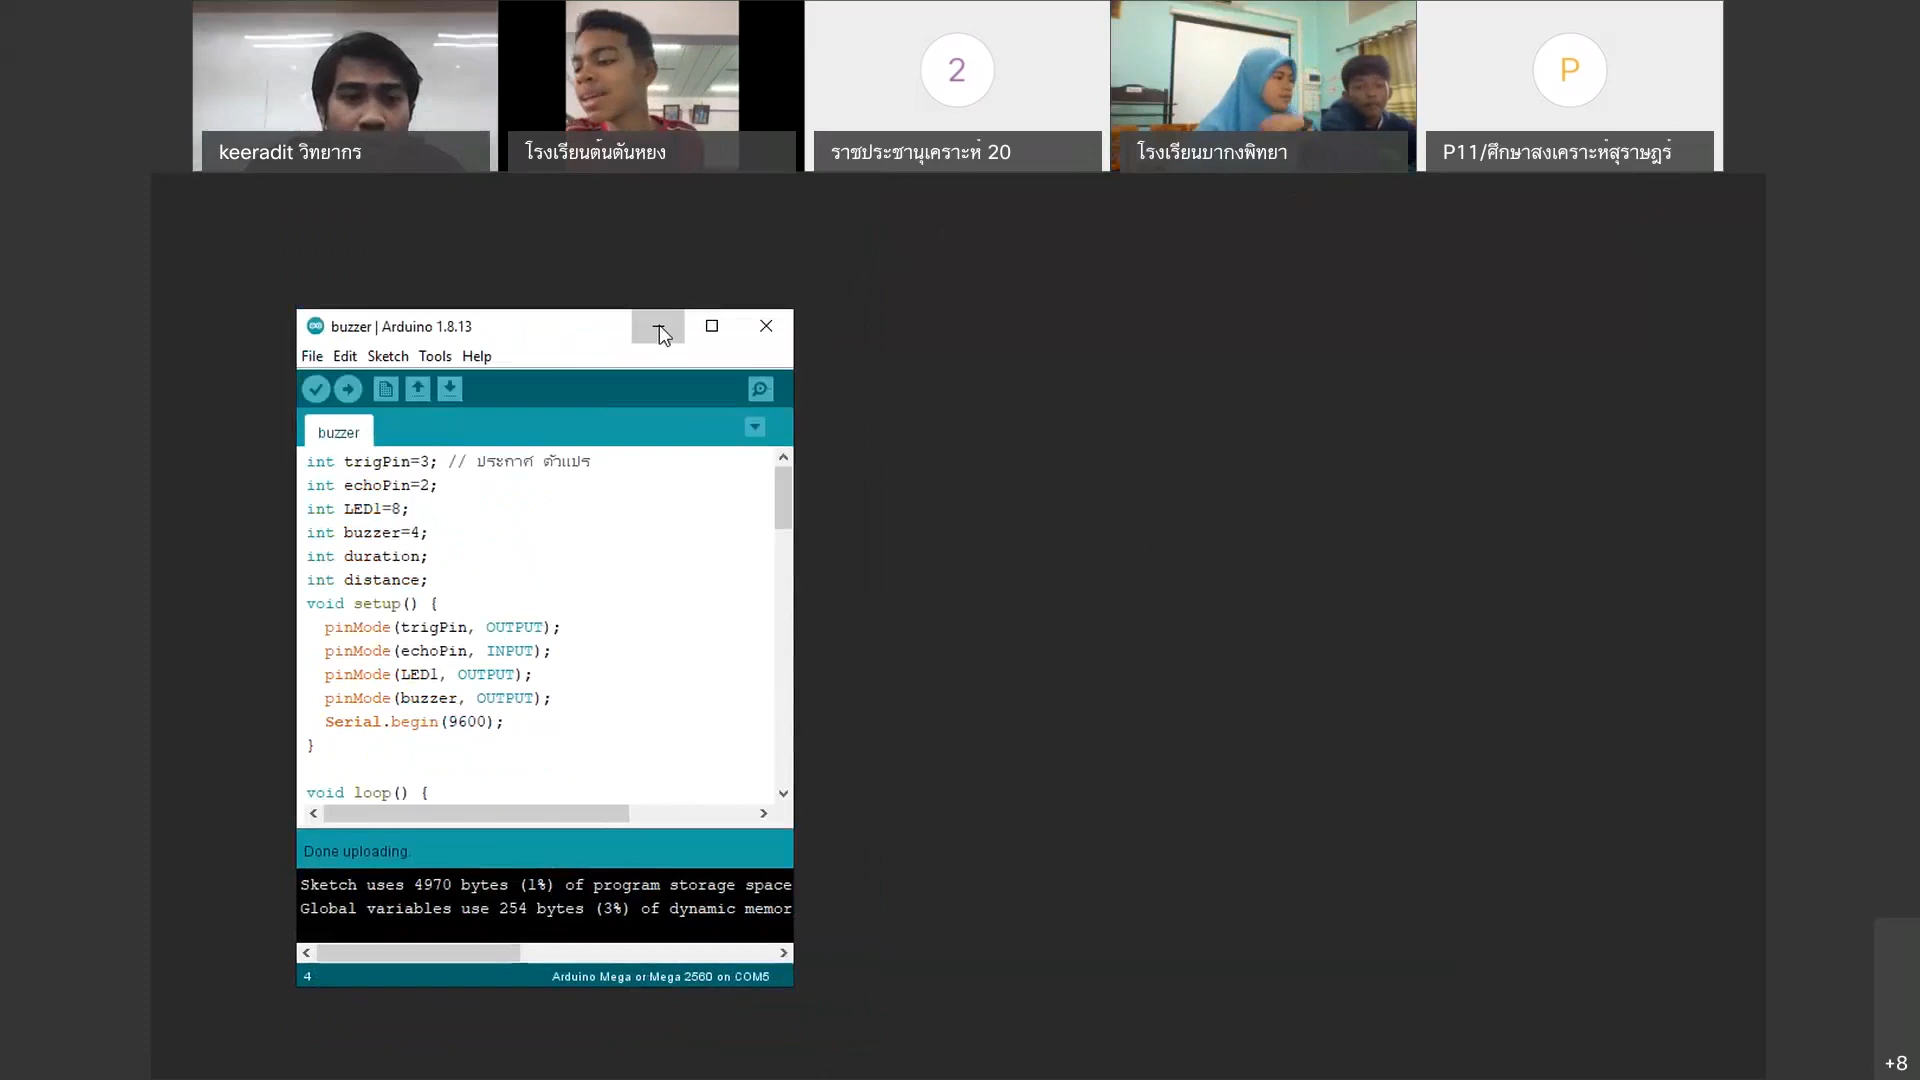 keeradit วิทยากร
โรงเรียนต้นตันหยง
2
ราชประชานุเคราะห์ 20
โรงเรียนบากงพิทยา
P
P11/ศึกษาสงเคราะห์สุราษฎร์
buzzer | Arduino 1.8.13
File Edit Sketch Tools Help
buzzer
int trigPin=3; // ประกาศ ตัวแปร
int echoPin=2;
int LED1=8;
int buzzer=4;
int duration;
int distance;
void setup() {
pinMode(trigPin, OUTPUT);
pinMode(echoPin, INPUT);
pinMode(LED1, OUTPUT);
pinMode(buzzer, OUTPUT);
Serial.begin(9600);
}
void loop() {
Done uploading.
Sketch uses 4970 bytes (1%) of program storage space
Global variables use 254 bytes (3%) of dynamic memor
4
Arduino Mega or Mega 2560 on COM5
+8